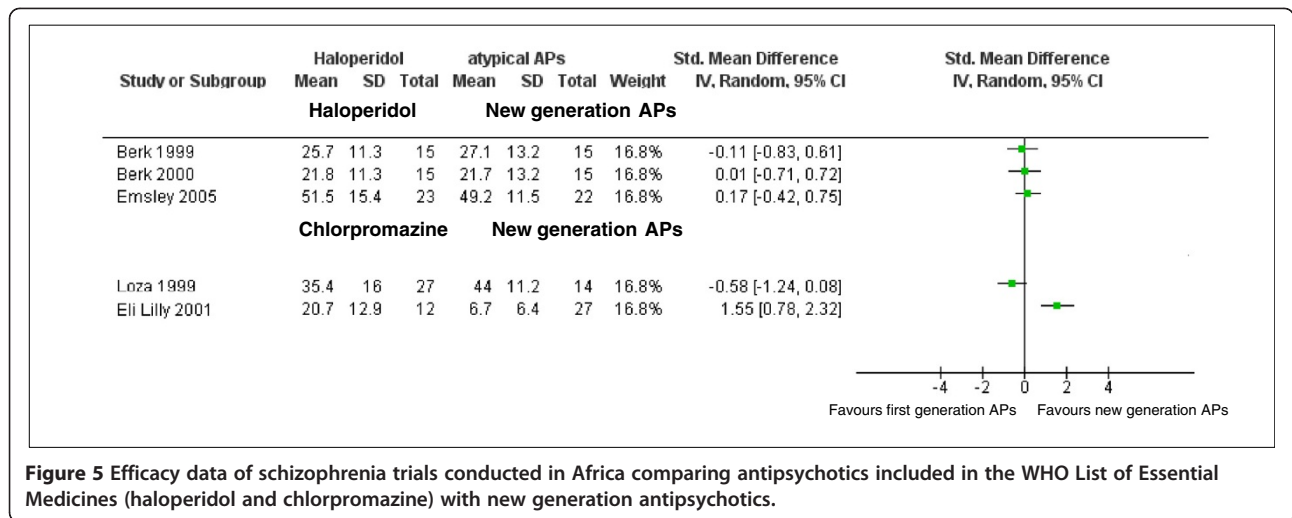 Haloperidol atypical APs Std. Mean Difference Std. Mean Difference
Study or Subgroup Mean SD Total Mean SD Total Weight IV, Random, 95% CI IV, Random, 95% CI
Haloperidol New generation APs
Berk 1999 25.7 11.3 15 27.1 13.2 15 16.8% -0.11 [-0.83, 0.61]
Berk 2000 21.8 11.3 15 21.7 13.2 15 16.8% 0.01 [-0.71, 0.72]
Emsley 2005 51.5 15.4 23 49.2 11.5 22 16.8% 0.17 [-0.42, 0.75]
Chlorpromazine New generation APs
Loza 1999 35.4 16 27 44 11.2 14 16.8% -0.58 [-1.24, 0.08]
Eli Lilly 2001 20.7 12.9 12 6.7 6.4 27 16.8% 1.55 [0.78, 2.32]
-4 -2 0 2 4
Favours first generation APs Favours new generation APs
Figure 5 Efficacy data of schizophrenia trials conducted in Africa comparing antipsychotics included in the WHO List of Essential
Medicines (haloperidol and chlorpromazine) with new generation antipsychotics.